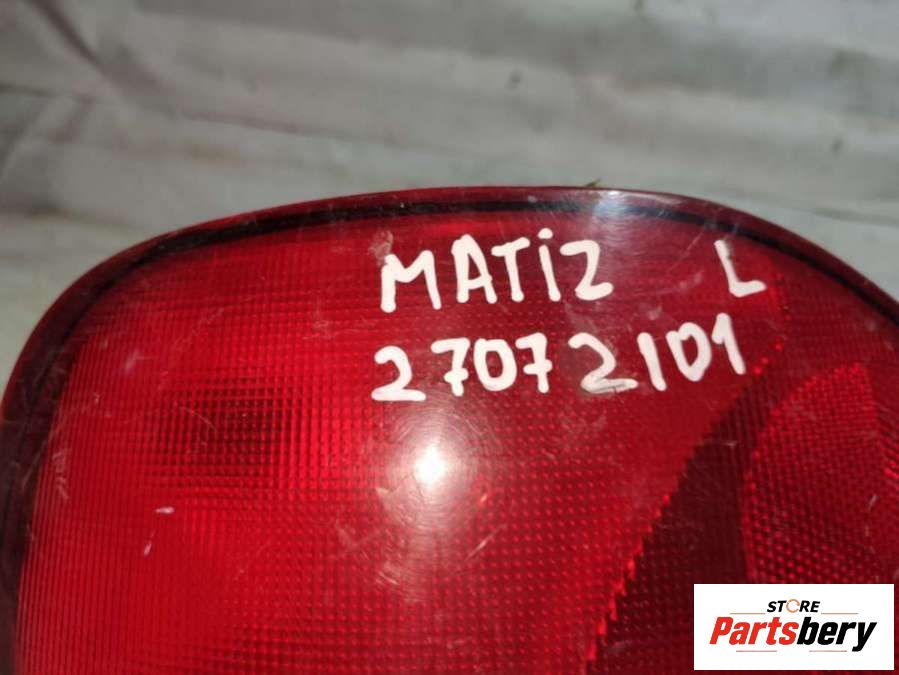 MATiZ L
27072101
STORE
Partsbery